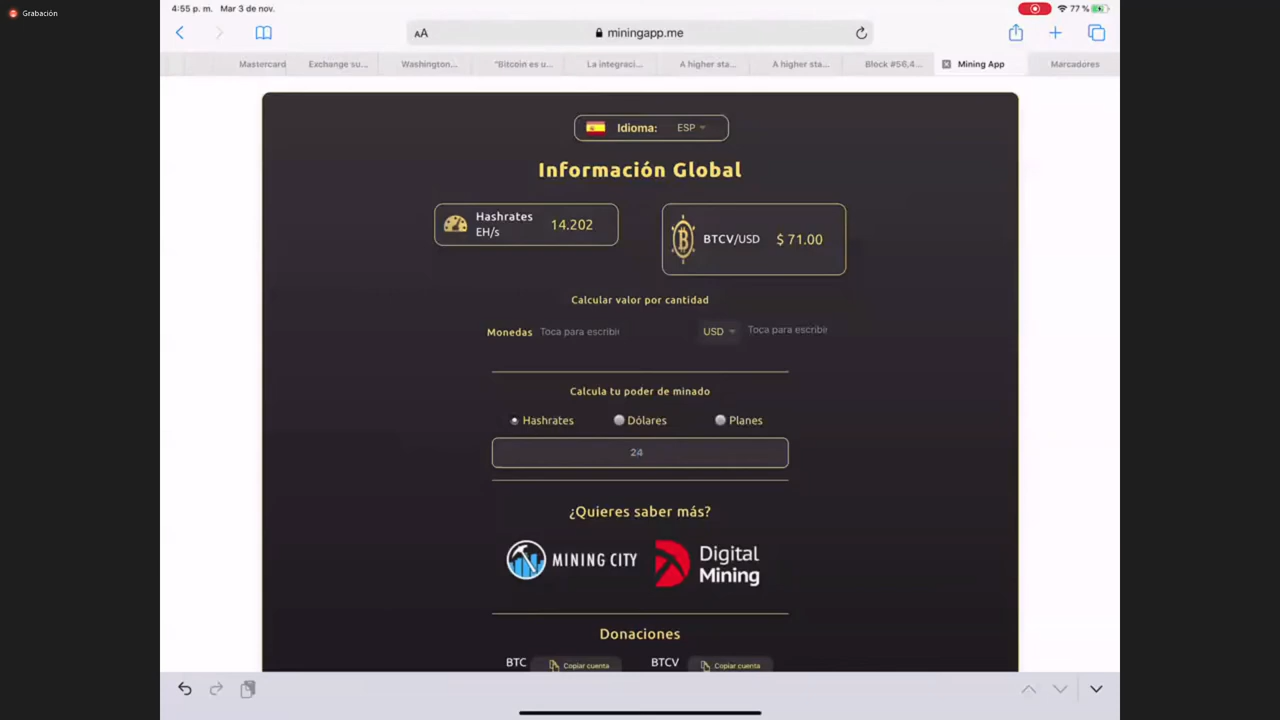 Grabación
4:55 p. m. Mar 3 de nov.
77 %
AA
miningapp.me
Mastercard
Exchange su...
Washington...
"Bitcoin es u...
La integraci...
A higher sta...
A higher sta...
Block #56,4...
Mining App
Marcadores
Idioma: ESP
Información Global
Hashrates EH/s 14.202
BTCV/USD $ 71.00
Calcular valor por cantidad
Monedas Toca para escribir USD Toca para escribir
Calcula tu poder de minado
Hashrates Dólares Planes
24
¿Quieres saber más?
MINING CITY
Digital Mining
Donaciones
BTC Copiar cuenta BTCV Copiar cuenta